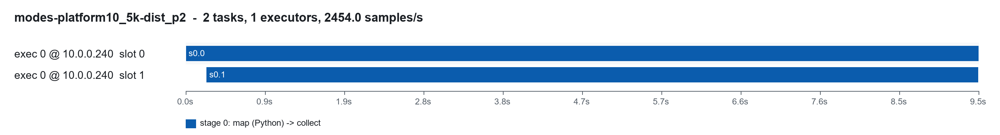 modes-platform10_5k-dist_p2 - 2 tasks, 1 executors, 2454.0 samples/s
exec 0 @ 10.0.0.240 slot 0
s0.0
exec 0 @ 10.0.0.240 slot 1
s0.1
0.0s 0.9s 1.9s 2.8s 3.8s 4.7s 5.7s 6.6s 7.6s 8.5s 9.5s
stage 0: map (Python) -> collect